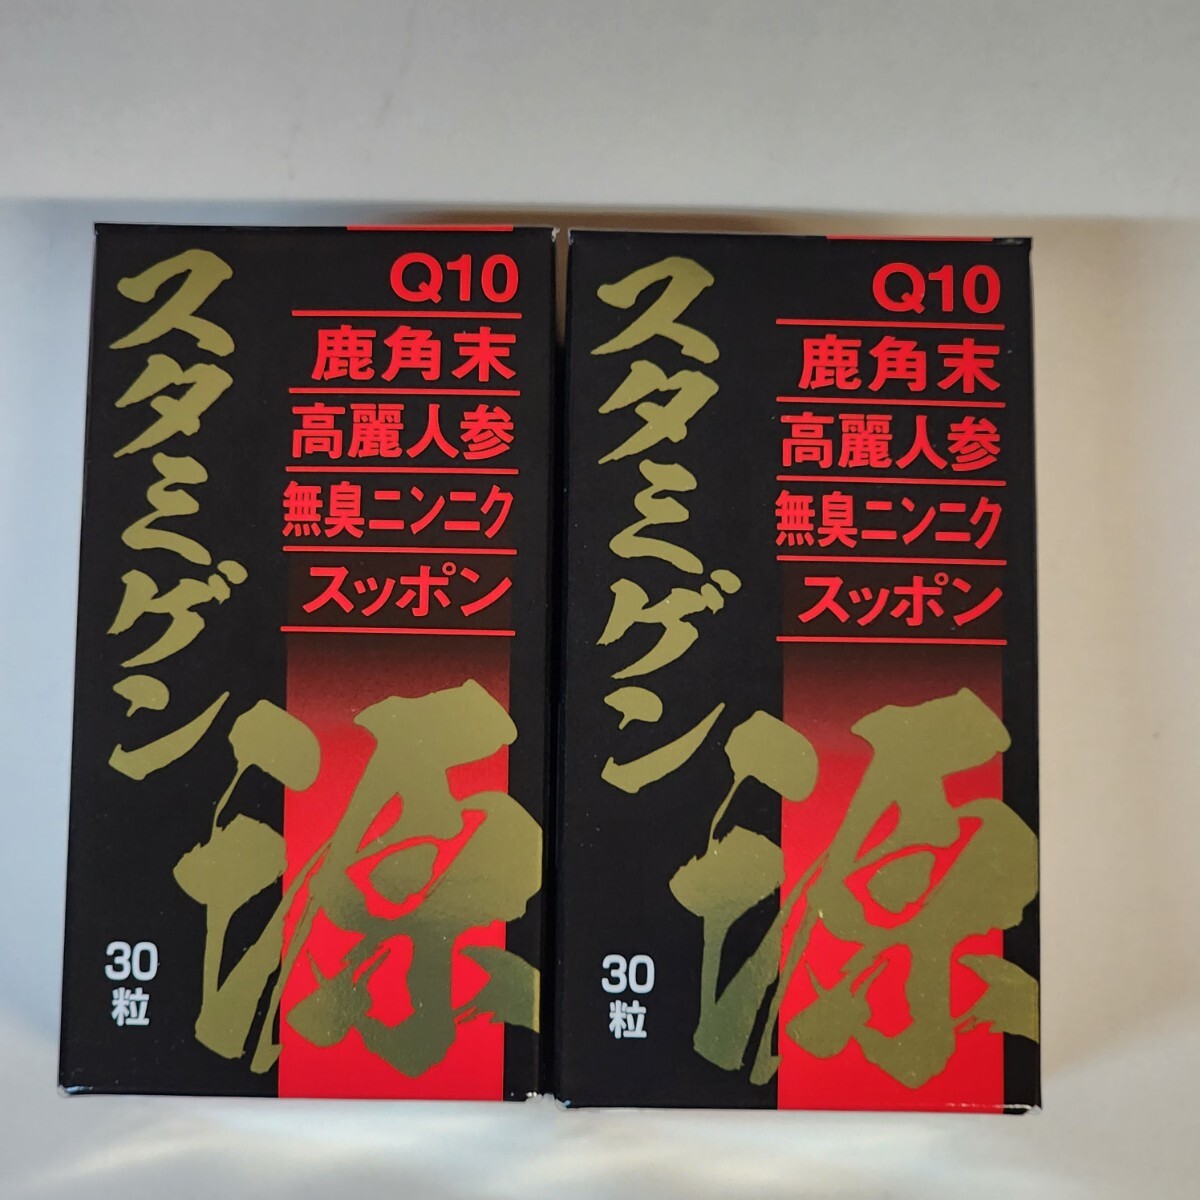 スタミゲン
源
Q10
鹿角末
高麗人参
無臭ニンニク
スッポン
30
粒
スタミゲン
源
Q10
鹿角末
高麗人参
無臭ニンニク
スッポン
30
粒